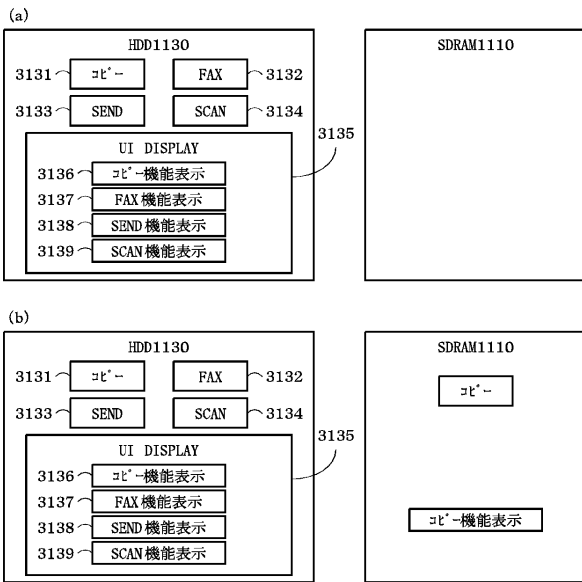 (a)
HDD1130 SDRAM1110
3131 コピー FAX 3132
3133 SEND SCAN 3134
UI DISPLAY 3135
3136 コピー機能表示
3137 FAX機能表示
3138 SEND機能表示
3139 SCAN機能表示
(b)
HDD1130 SDRAM1110
3131 コピー FAX 3132 コピー
3133 SEND SCAN 3134
UI DISPLAY 3135
3136 コピー機能表示
3137 FAX機能表示
3138 SEND機能表示 コピー機能表示
3139 SCAN機能表示